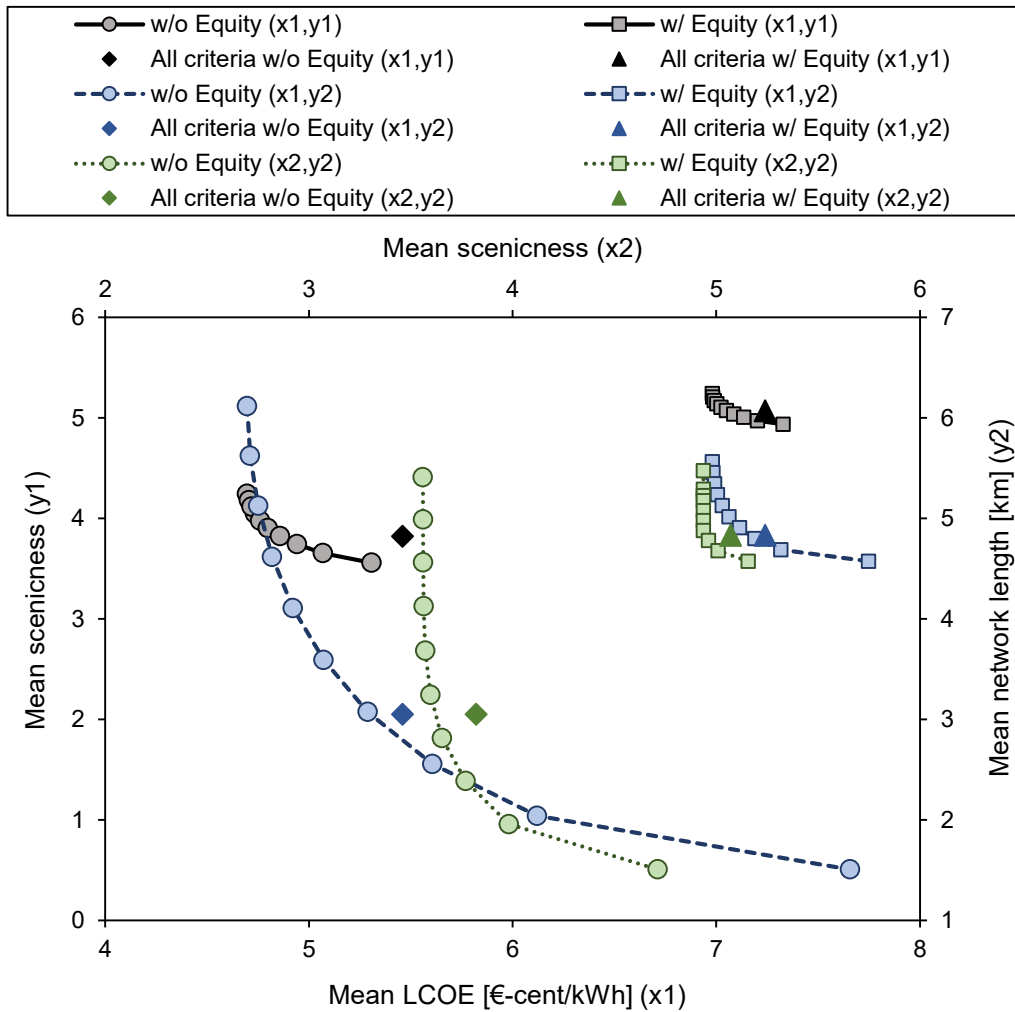 w/o Equity (x1,y1) w/ Equity (x1,y1)
All criteria w/o Equity (x1,y1) All criteria w/ Equity (x1,y1)
w/o Equity (x1,y2) w/ Equity (x1,y2)
All criteria w/o Equity (x1,y2) All criteria w/ Equity (x1,y2)
w/o Equity (x2,y2) w/ Equity (x2,y2)
All criteria w/o Equity (x2,y2) All criteria w/ Equity (x2,y2)
Mean scenicness (x2)
2 3 4 5 6
6 7
5 6
4 5
3 4
2 3
1 2
0 1
Mean scenicness (y1)
Mean network length [km] (y2)
4 5 6 7 8
Mean LCOE [€-cent/kWh] (x1)